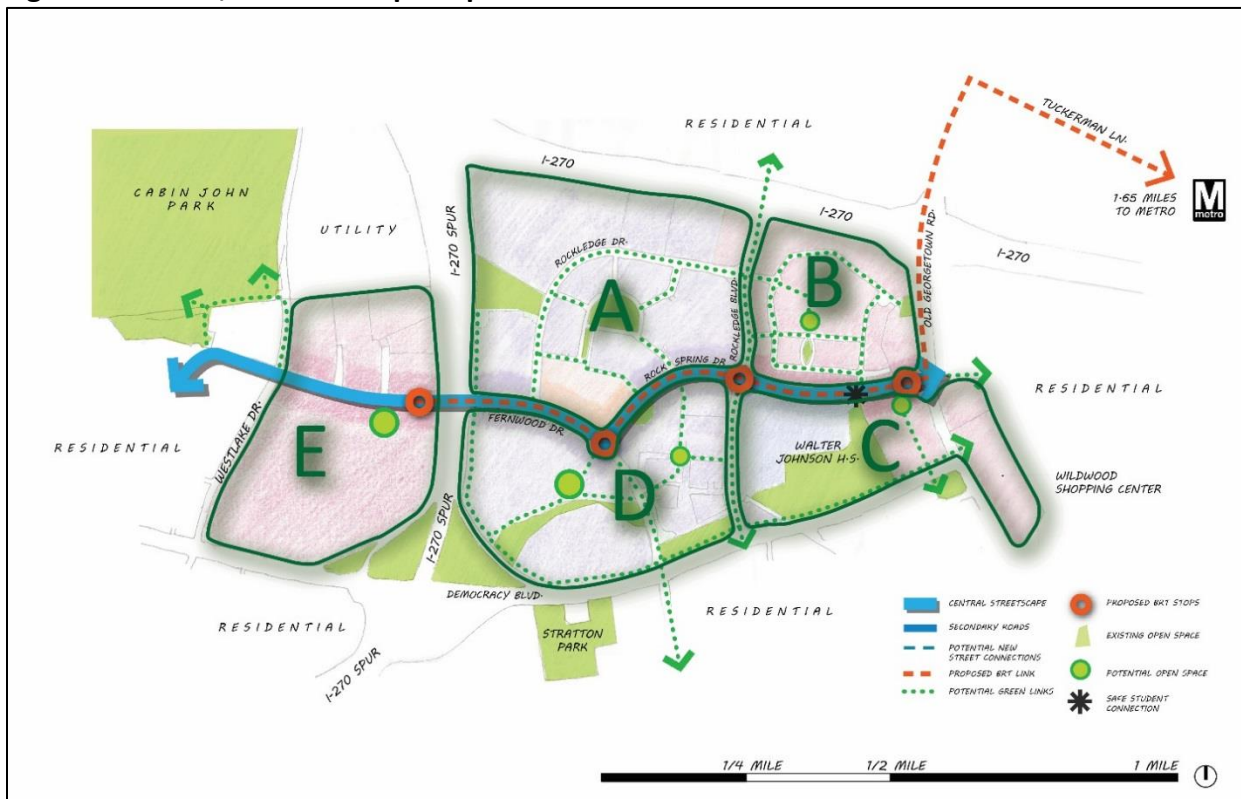 RESIDENTIAL
TUCKERMAN LN.
I-270
CABIN JOHN
PARK
1.65 MILES
TO METRO
M
metro
UTILITY
I-270 SPUR
ROCKLEDGE DR.
I-270
OLD GEORGETOWN RD.
I-270
A
B
ROCKLEDGE BLVD.
ROCK SPRING DR
RESIDENTIAL
FERNWOOD DR.
RESIDENTIAL
WESTLAKE DR.
E
D
WALTER
JOHNSON H.S.
C
WILDWOOD
SHOPPING CENTER
I-270 SPUR
DEMOCRACY BLVD.
RESIDENTIAL
RESIDENTIAL
STRATTON
PARK
I-270 SPUR
CENTRAL STREETSCAPE
SECONDARY ROADS
POTENTIAL NEW
STREET CONNECTIONS
PROPOSED BRT LINK
POTENTIAL GREEN LINKS
PROPOSED BRT STOPS
EXISTING OPEN SPACE
POTENTIAL OPEN SPACE
SAFE STUDENT
CONNECTION
1/4 MILE
1/2 MILE
1 MILE